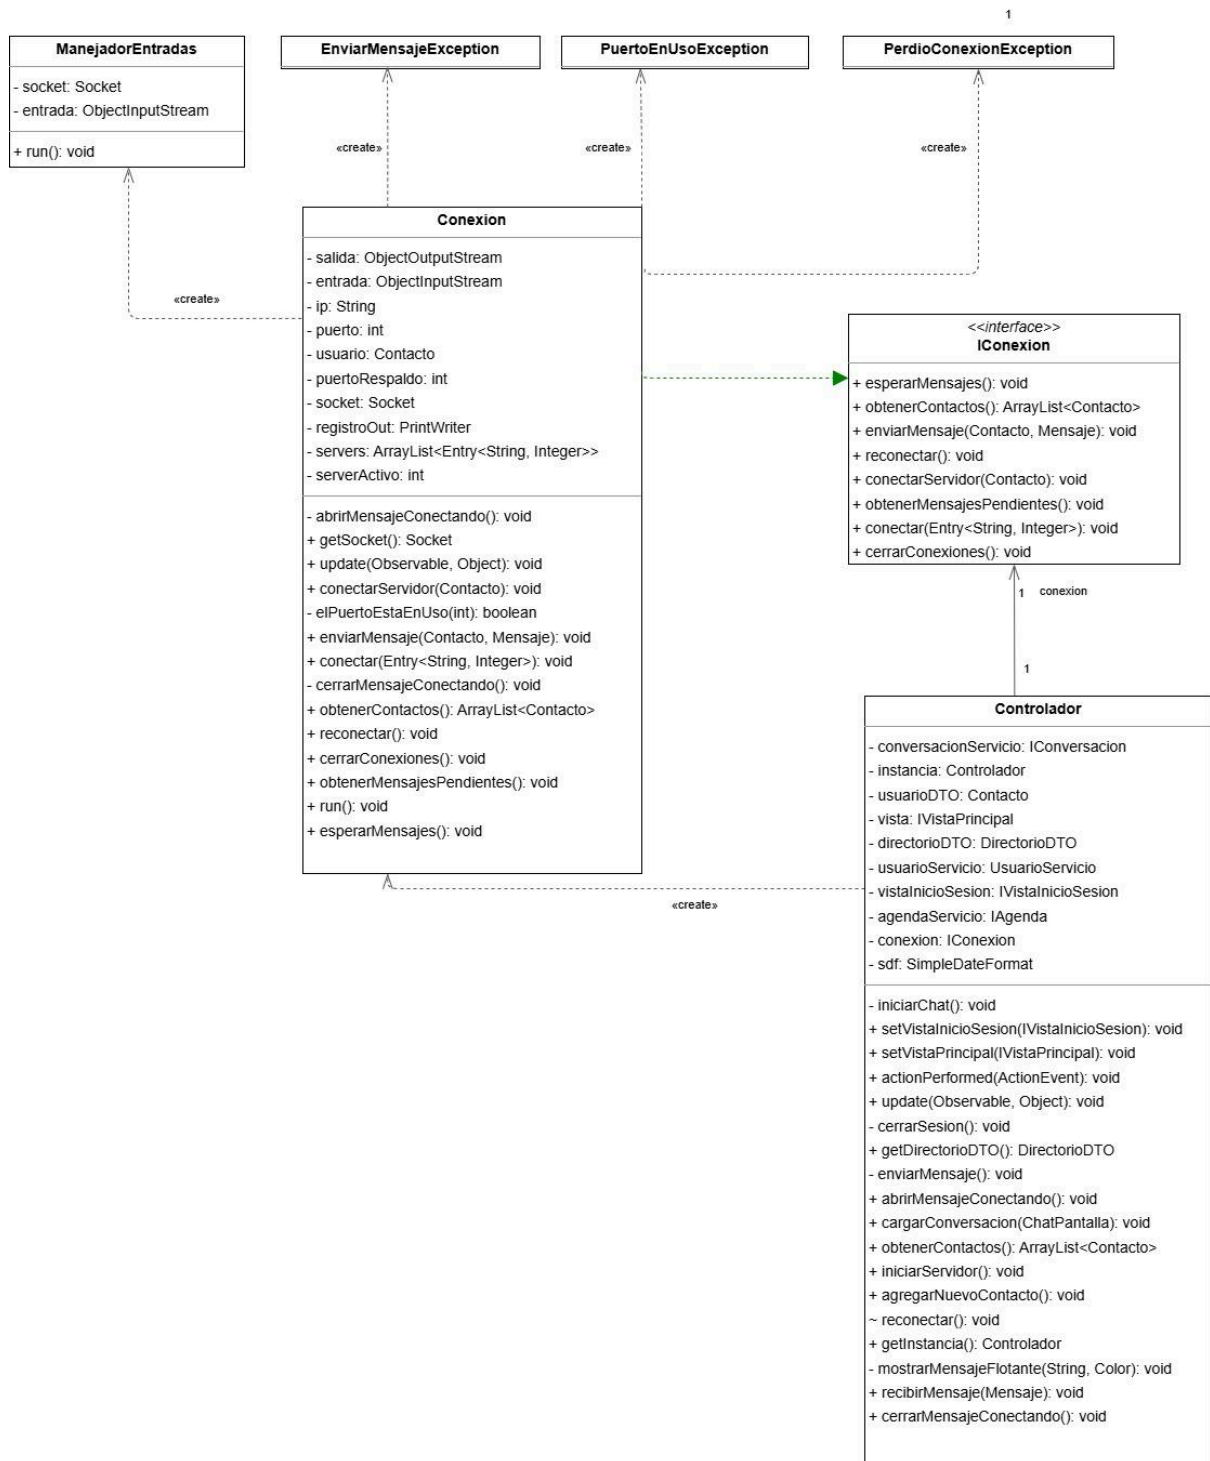 1
ManejadorEntradas
- socket: Socket
- entrada: ObjectInputStream
+ run(): void
EnviarMensajeException
PuertoEnUsoException
PerdioConexionException
«create»
«create»
«create»
«create»
Conexion
- salida: ObjectOutputStream
- entrada: ObjectInputStream
- ip: String
- puerto: int
- usuario: Contacto
- puertoRespaldo: int
- socket: Socket
- registroOut: PrintWriter
- servers: ArrayList<Entry<String, Integer>>
- serverActivo: int
- abrirMensajeConectando(): void
+ getSocket(): Socket
+ update(Observable, Object): void
+ conectarServidor(Contacto): void
- elPuertoEstaEnUso(int): boolean
+ enviarMensaje(Contacto, Mensaje): void
+ conectar(Entry<String, Integer>): void
- cerrarMensajeConectando(): void
+ obtenerContactos(): ArrayList<Contacto>
+ reconectar(): void
+ cerrarConexiones(): void
+ obtenerMensajesPendientes(): void
+ run(): void
+ esperarMensajes(): void
<<interface>>
IConexion
+ esperarMensajes(): void
+ obtenerContactos(): ArrayList<Contacto>
+ enviarMensaje(Contacto, Mensaje): void
+ reconectar(): void
+ conectarServidor(Contacto): void
+ obtenerMensajesPendientes(): void
+ conectar(Entry<String, Integer>): void
+ cerrarConexiones(): void
1 conexion
1
«create»
Controlador
- conversacionServicio: IConversacion
- instancia: Controlador
- usuarioDTO: Contacto
- vista: IVistaPrincipal
- directorioDTO: DirectorioDTO
- usuarioServicio: UsuarioServicio
- vistaInicioSesion: IVistaInicioSesion
- agendaServicio: IAgenda
- conexion: IConexion
- sdf: SimpleDateFormat
- iniciarChat(): void
+ setVistaInicioSesion(IVistaInicioSesion): void
+ setVistaPrincipal(IVistaPrincipal): void
+ actionPerformed(ActionEvent): void
+ update(Observable, Object): void
- cerrarSesion(): void
+ getDirectorioDTO(): DirectorioDTO
- enviarMensaje(): void
+ abrirMensajeConectando(): void
+ cargarConversacion(ChatPantalla): void
+ obtenerContactos(): ArrayList<Contacto>
+ iniciarServidor(): void
+ agregarNuevoContacto(): void
~ reconectar(): void
+ getInstancia(): Controlador
- mostrarMensajeFlotante(String, Color): void
+ recibirMensaje(Mensaje): void
+ cerrarMensajeConectando(): void